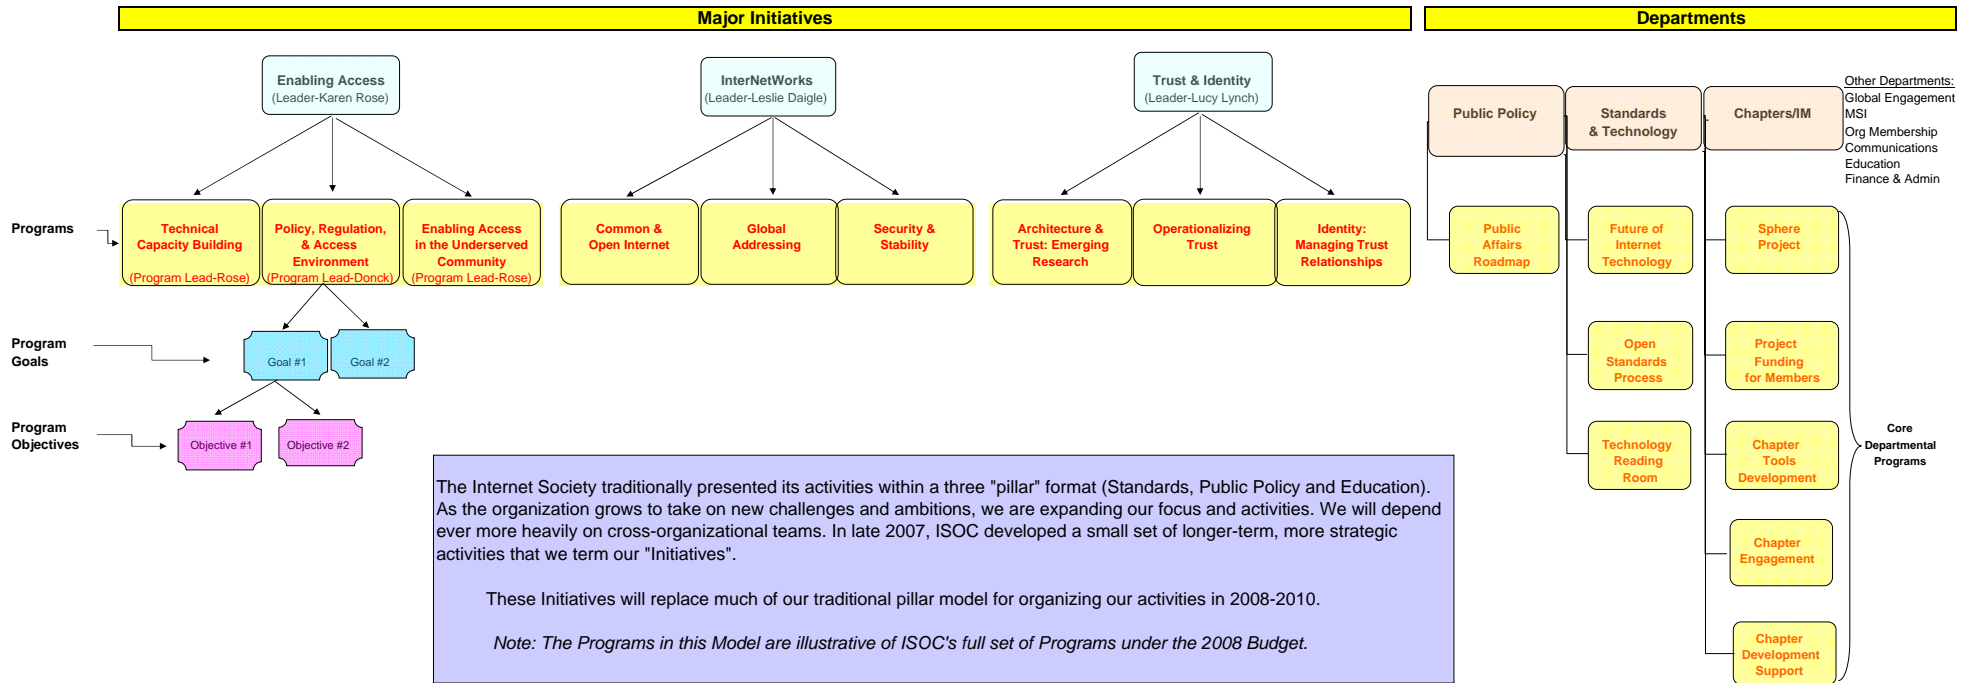 Major Initiatives
Departments
Enabling Access
(Leader-Karen Rose)
InterNetWorks
(Leader-Leslie Daigle)
Trust & Identity
(Leader-Lucy Lynch)
Public Policy
Standards
& Technology
Chapters/IM
Other Departments:
Global Engagement
MSI
Org Membership
Communications
Education
Finance & Admin
Programs
Technical
Capacity Building
(Program Lead-Rose)
Policy, Regulation,
& Access
Environment
(Program Lead-Donck)
Enabling Access
in the Underserved
Community
(Program Lead-Rose)
Common &
Open Internet
Global
Addressing
Security &
Stability
Architecture &
Trust: Emerging
Research
Operationalizing
Trust
Identity:
Managing Trust
Relationships
Public
Affairs
Roadmap
Future of
Internet
Technology
Sphere
Project
Program
Goals
Goal #1
Goal #2
Open
Standards
Process
Project
Funding
for Members
Program
Objectives
Objective #1
Objective #2
Technology
Reading
Room
Chapter
Tools
Development
Core
Departmental
Programs
Chapter
Engagement
Chapter
Development
Support
The Internet Society traditionally presented its activities within a three "pillar" format (Standards, Public Policy and Education).
As the organization grows to take on new challenges and ambitions, we are expanding our focus and activities. We will depend
ever more heavily on cross-organizational teams. In late 2007, ISOC developed a small set of longer-term, more strategic
activities that we term our "Initiatives".
These Initiatives will replace much of our traditional pillar model for organizing our activities in 2008-2010.
Note: The Programs in this Model are illustrative of ISOC's full set of Programs under the 2008 Budget.